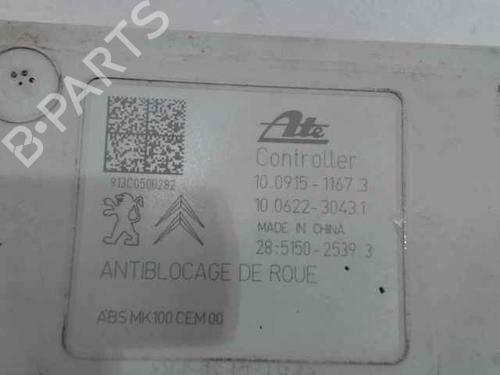 B-PARTS
Ate
Controller
913C0500282
10.0915-1167.3
10.0622-3043.1
MADE IN CHINA
28.5150-2539.3
ANTIBLOCAGE DE ROUE
ABS MK100 CEM 00